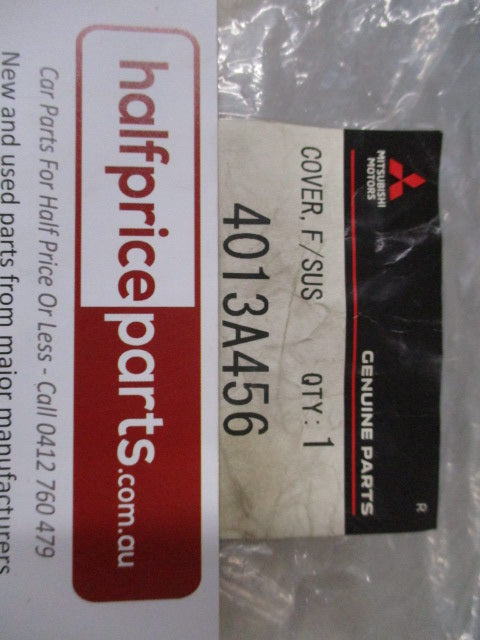 MITSUBISHI
MOTORS
GENUINE PARTS
R
COVER, F/SUS QTY: 1
4013A456
halfpriceparts.com.au
Car Parts For Half Price Or Less - Call 0412 760 479
New and used parts from major manufacturers